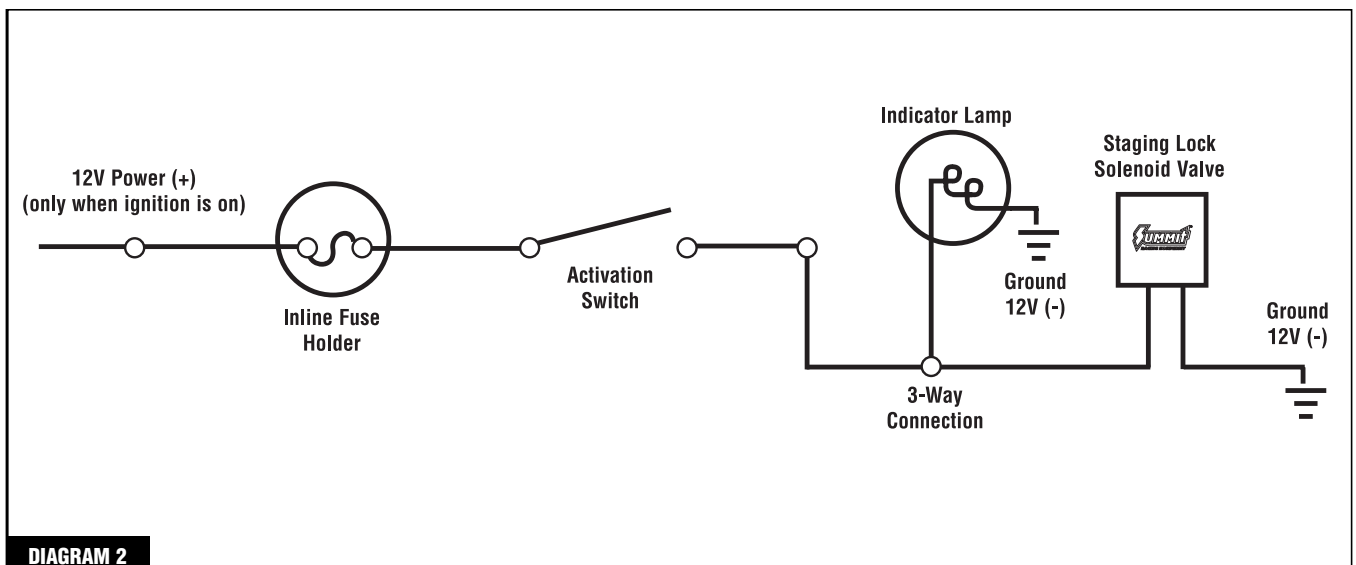 12V Power (+)
(only when ignition is on)
Inline Fuse
Holder
Activation
Switch
Indicator Lamp
Ground
12V (-)
3-Way
Connection
Staging Lock
Solenoid Valve
SUMMIT
Ground
12V (-)
DIAGRAM 2